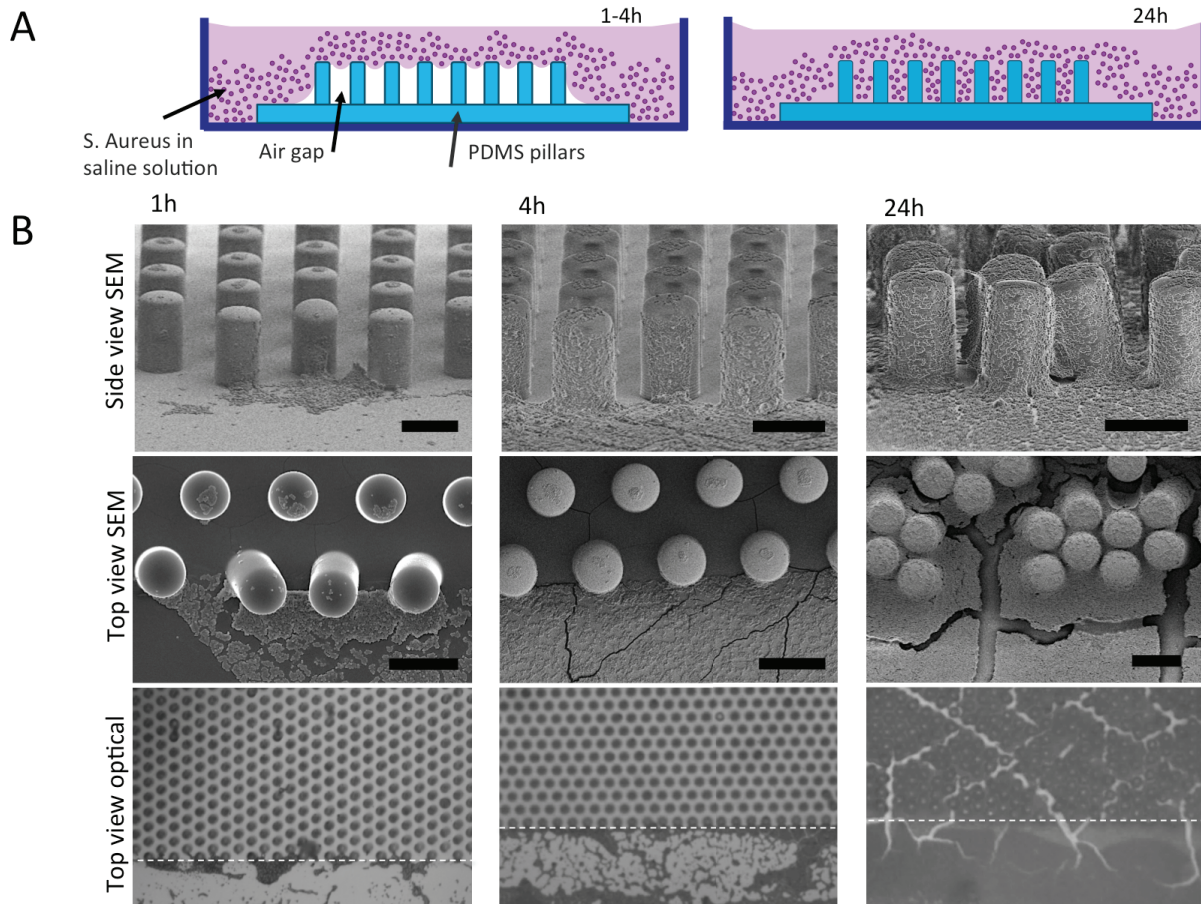 A
1-4h
24h
S. Aureus in
saline solution
Air gap
PDMS pillars
B
1h
4h
24h
Side view SEM
Top view SEM
Top view optical